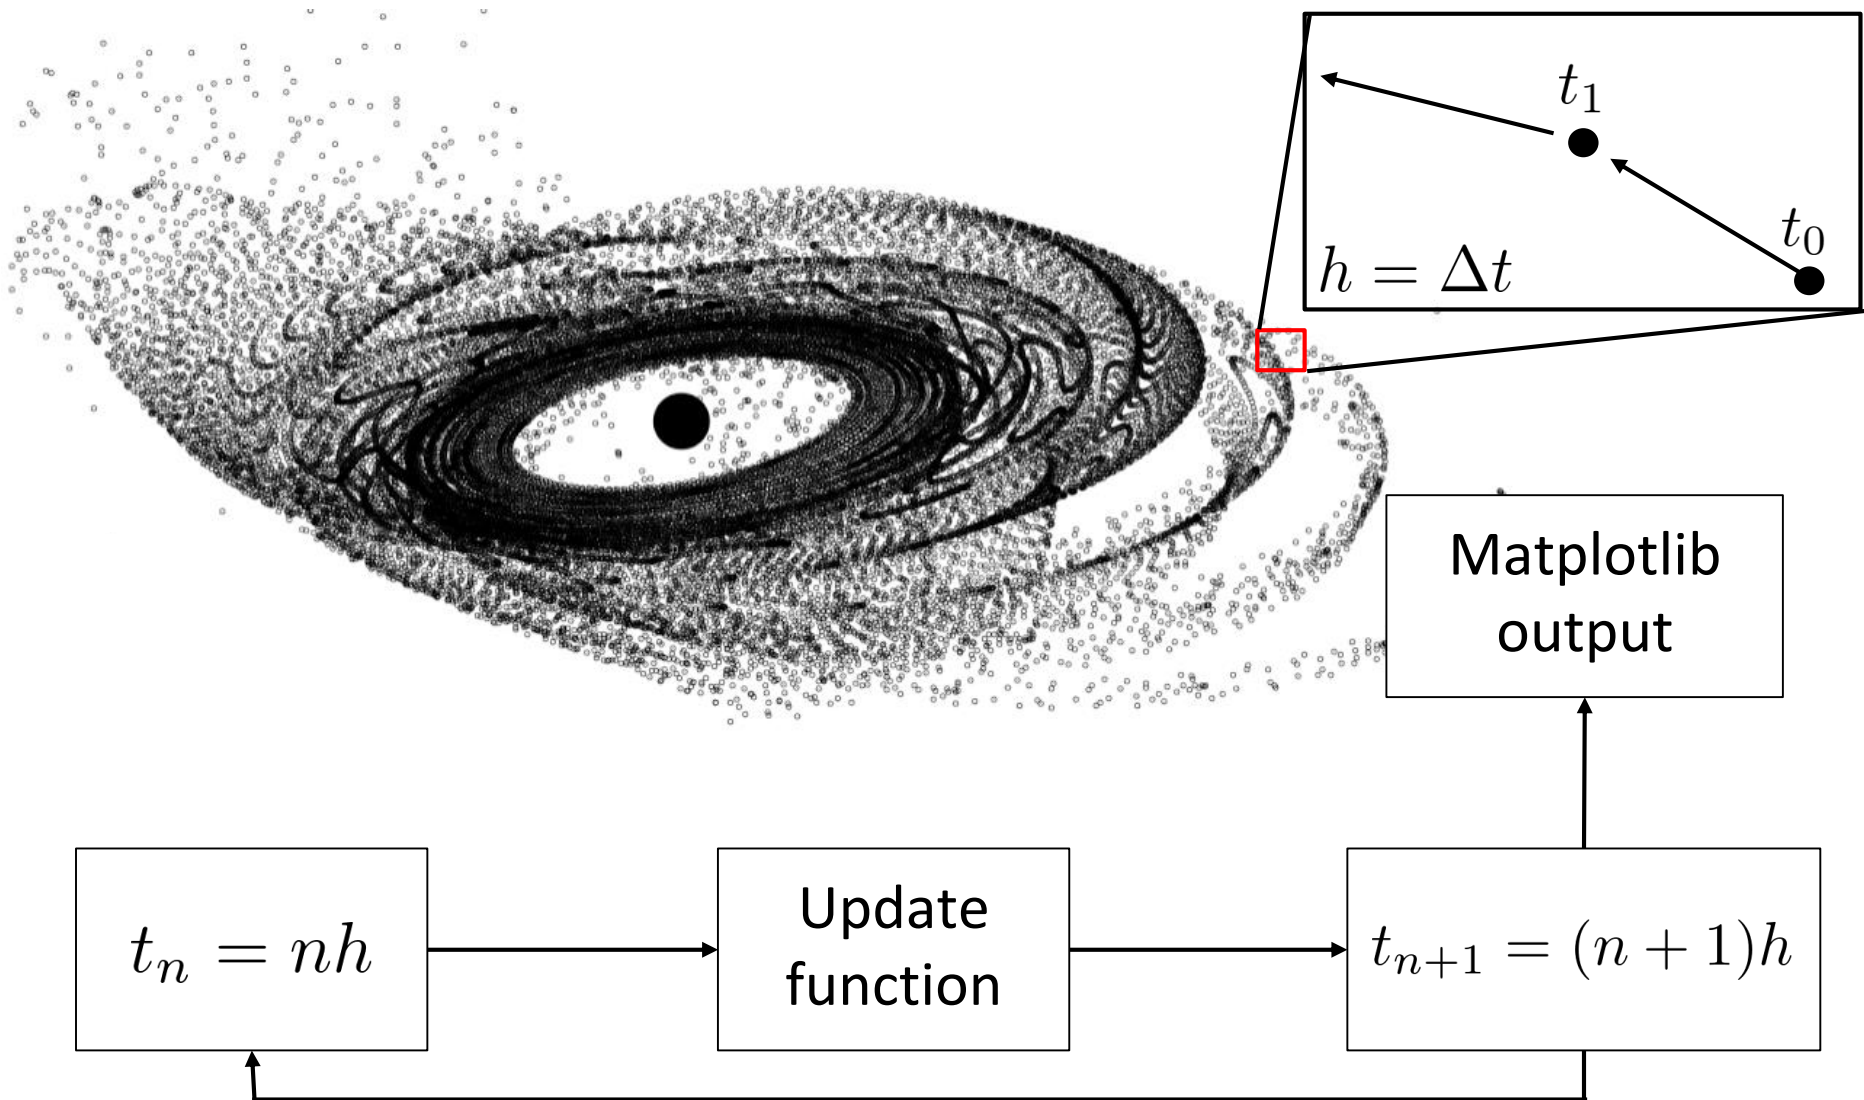 t₁
t₀
h = Δt
Matplotlib
output
tₙ = nh
Update
function
tₙ₊₁ = (n + 1)h